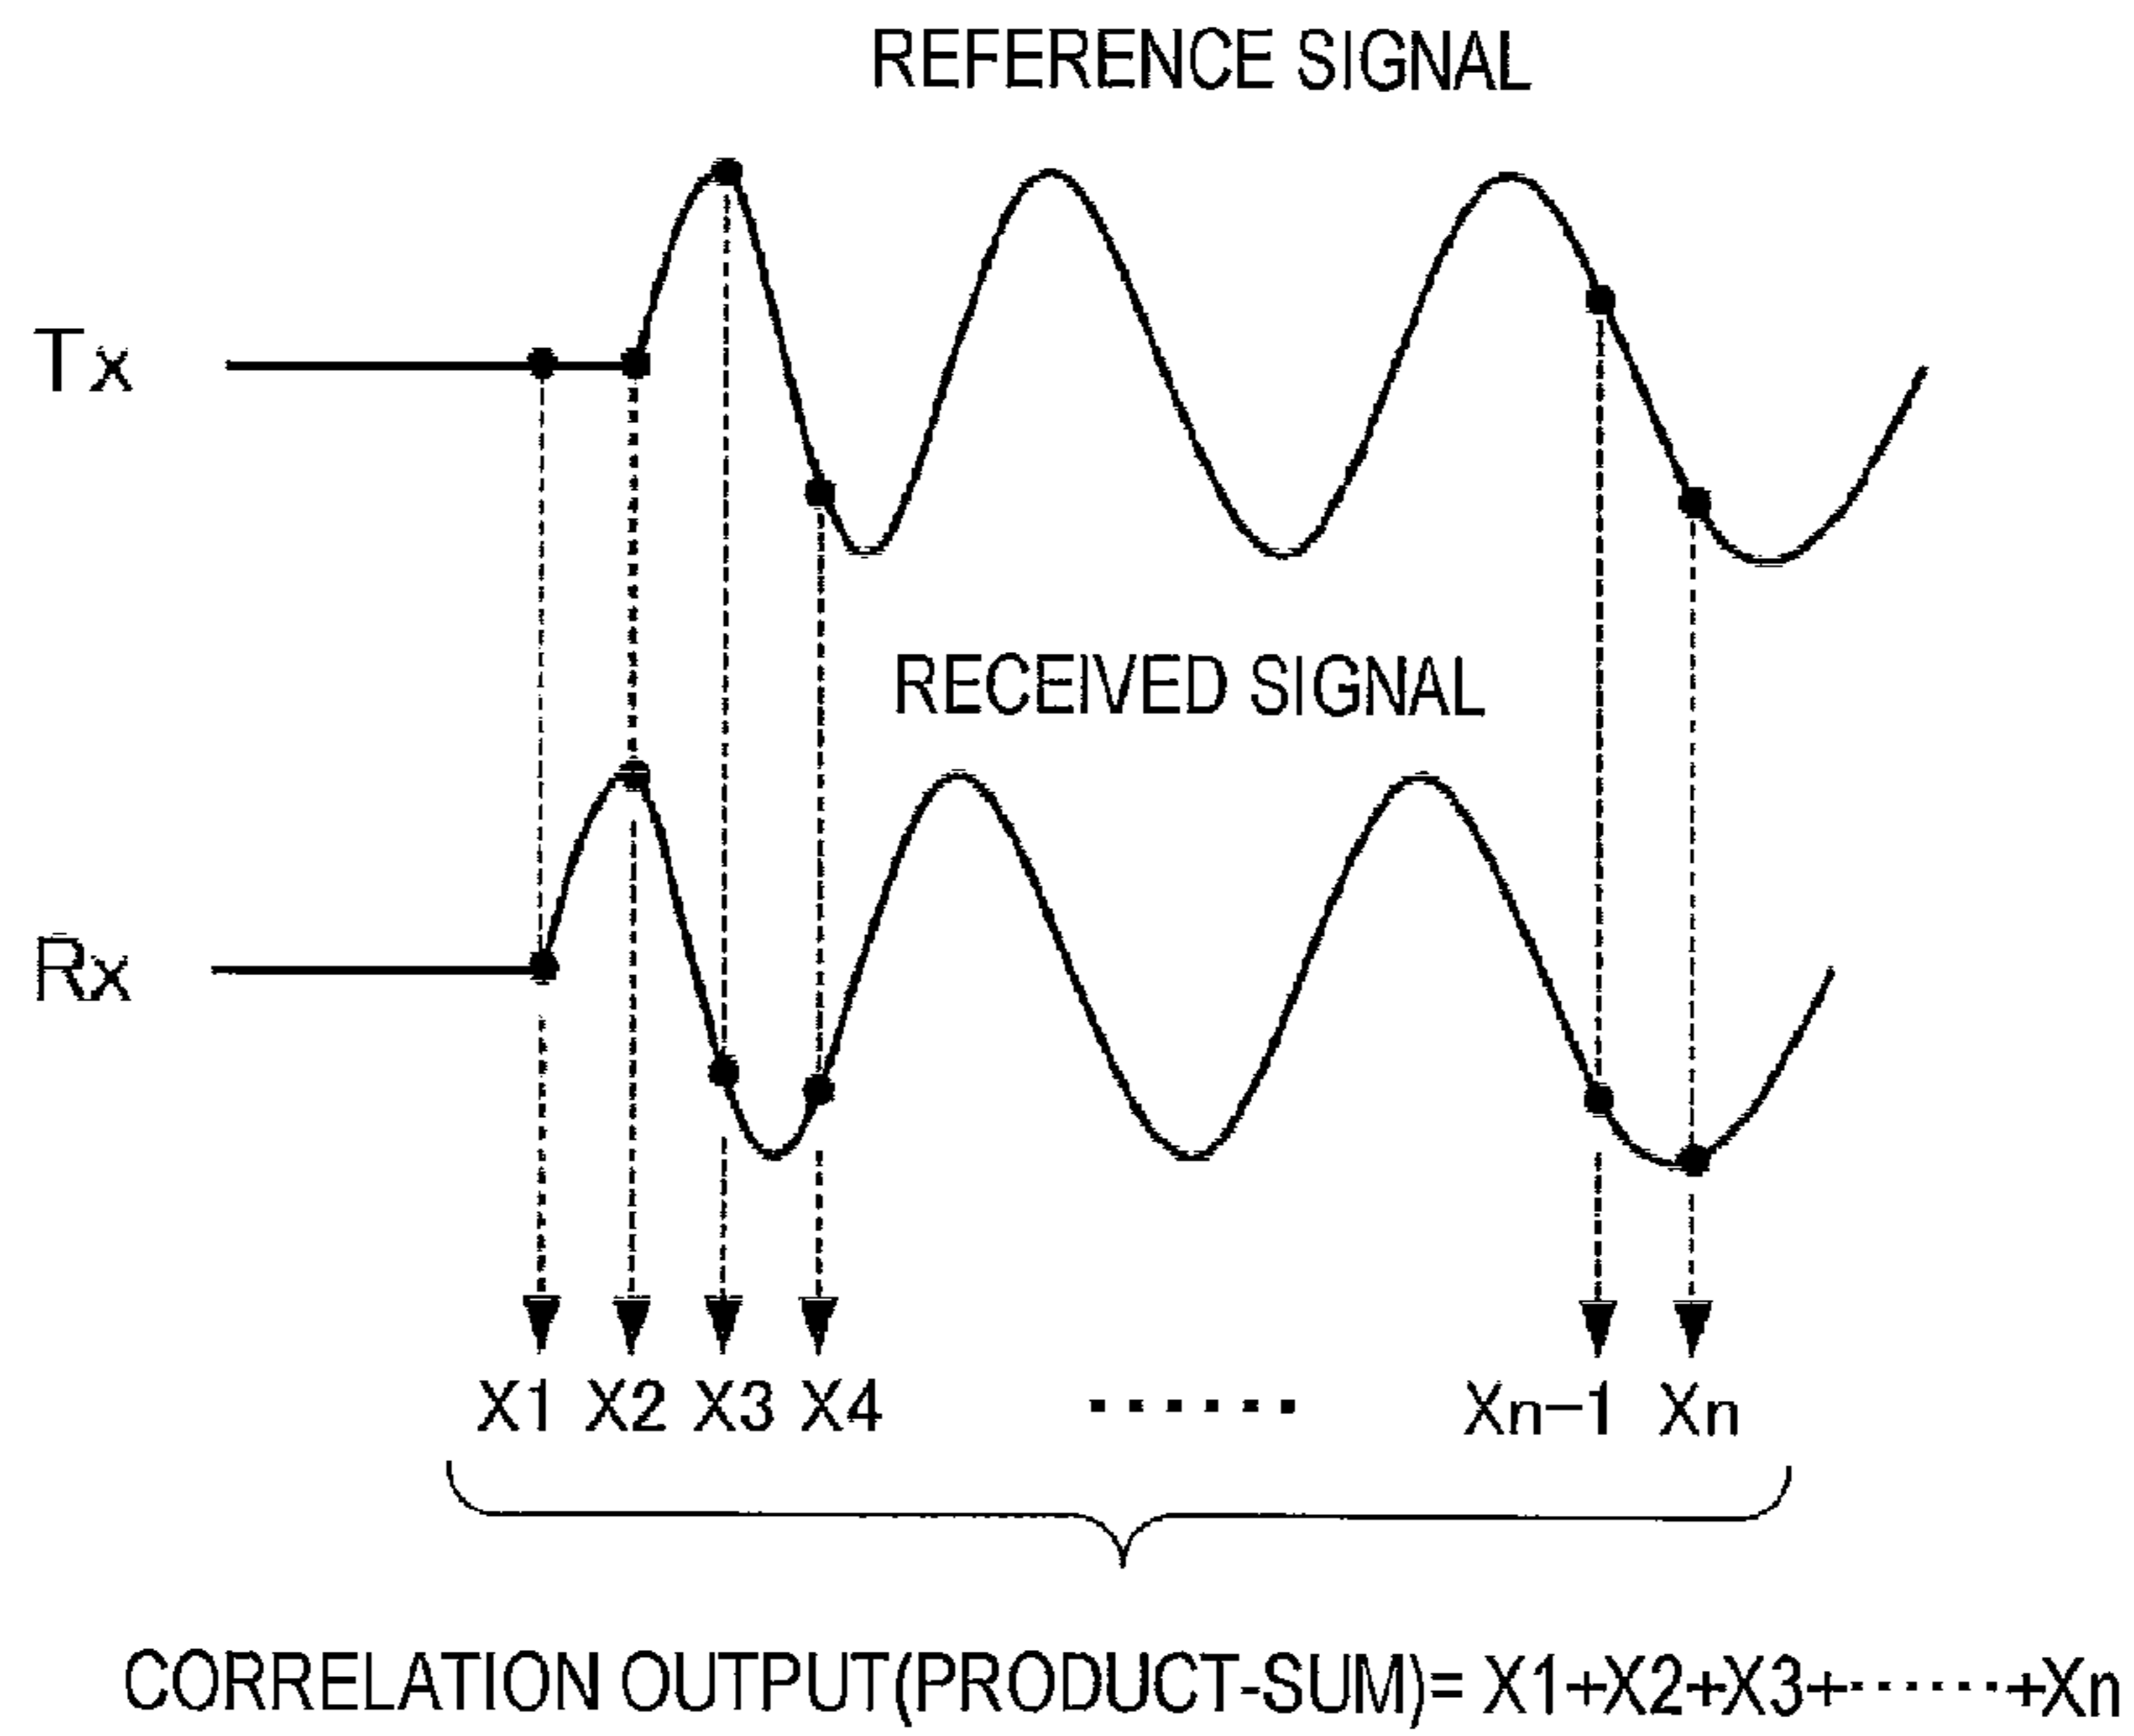 REFERENCE SIGNAL
Tx
RECEIVED SIGNAL
Rx
X1 X2 X3 X4 ······ Xn-1 Xn
CORRELATION OUTPUT(PRODUCT-SUM)= X1+X2+X3+······+Xn